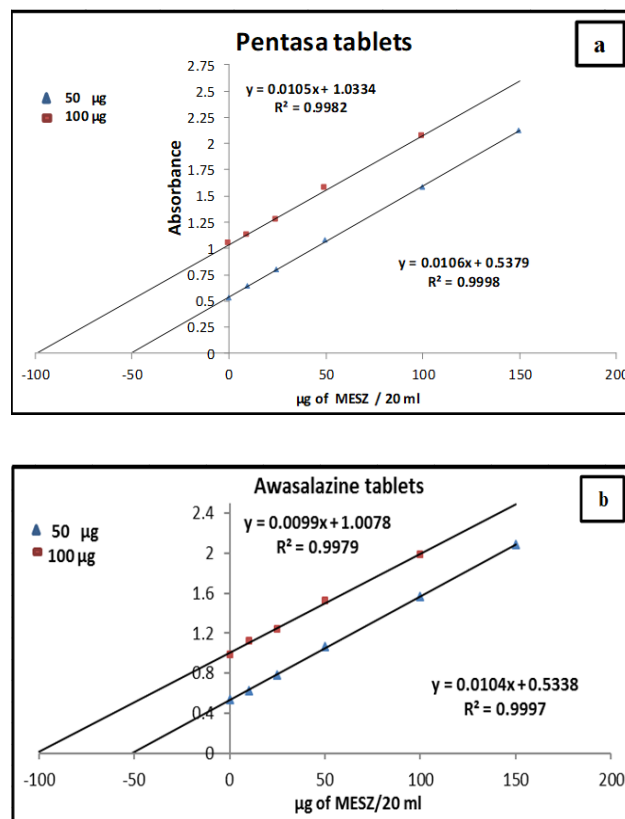 Pentasa tablets
a
50 µg
100 µg
y = 0.0105x + 1.0334
R² = 0.9982
y = 0.0106x + 0.5379
R² = 0.9998
Absorbance
2.75
2.5
2.25
2
1.75
1.5
1.25
1
0.75
0.5
0.25
0
-100 -50 0 50 100 150 200
µg of MESZ / 20 ml
Awasalazine tablets
b
50 µg
100 µg
y = 0.0099x + 1.0078
R² = 0.9979
y = 0.0104x + 0.5338
R² = 0.9997
2.4
2
1.6
1.2
0.8
0.4
0
-100 -50 0 50 100 150 200
µg of MESZ/20 ml